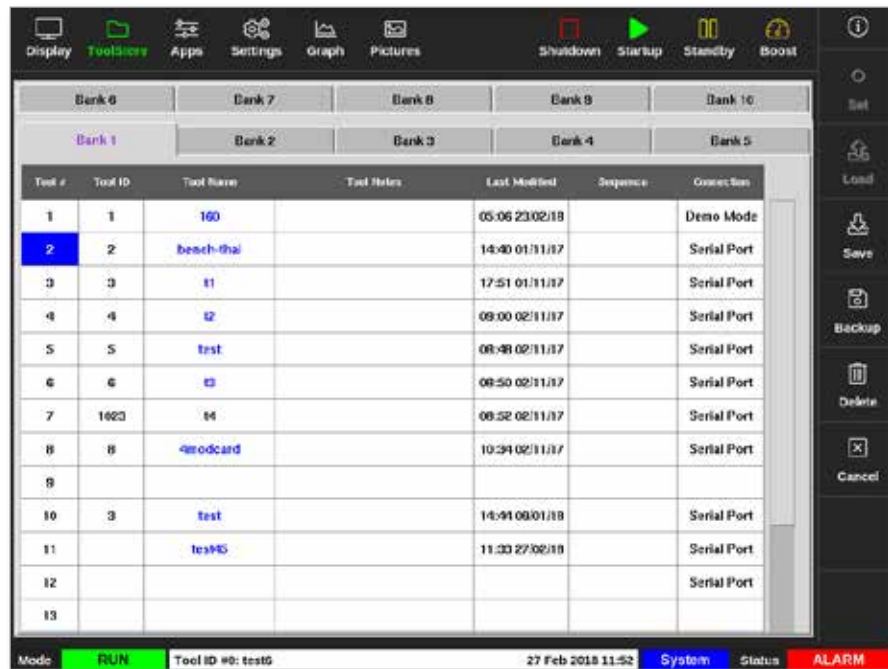 Display ToolStore Apps Settings Graph Pictures Shutdown Startup Standby Boost
Bank 6 Bank 7 Bank 8 Bank 9 Bank 10
Set
Bank 1 Bank 2 Bank 3 Bank 4 Bank 5
Load
Tool # Tool ID Tool Name Tool Notes Last Modified Sequence Connection
1 1 160 05:06 23/02/18 Demo Mode
2 2 bench-thai 14:40 01/11/17 Serial Port
Save
3 3 t1 17:51 01/11/17 Serial Port
4 4 t2 09:00 02/11/17 Serial Port
Backup
5 5 test 08:48 02/11/17 Serial Port
6 6 t3 08:50 02/11/17 Serial Port
Delete
7 1023 t4 08:52 02/11/17 Serial Port
8 8 4modcard 10:34 02/11/17 Serial Port
Cancel
9
10 3 test 14:44 09/01/18 Serial Port
11 test45 11:33 27/02/18 Serial Port
12 Serial Port
13
Mode RUN Tool ID #0: test6 27 Feb 2018 11:52 System Status ALARM